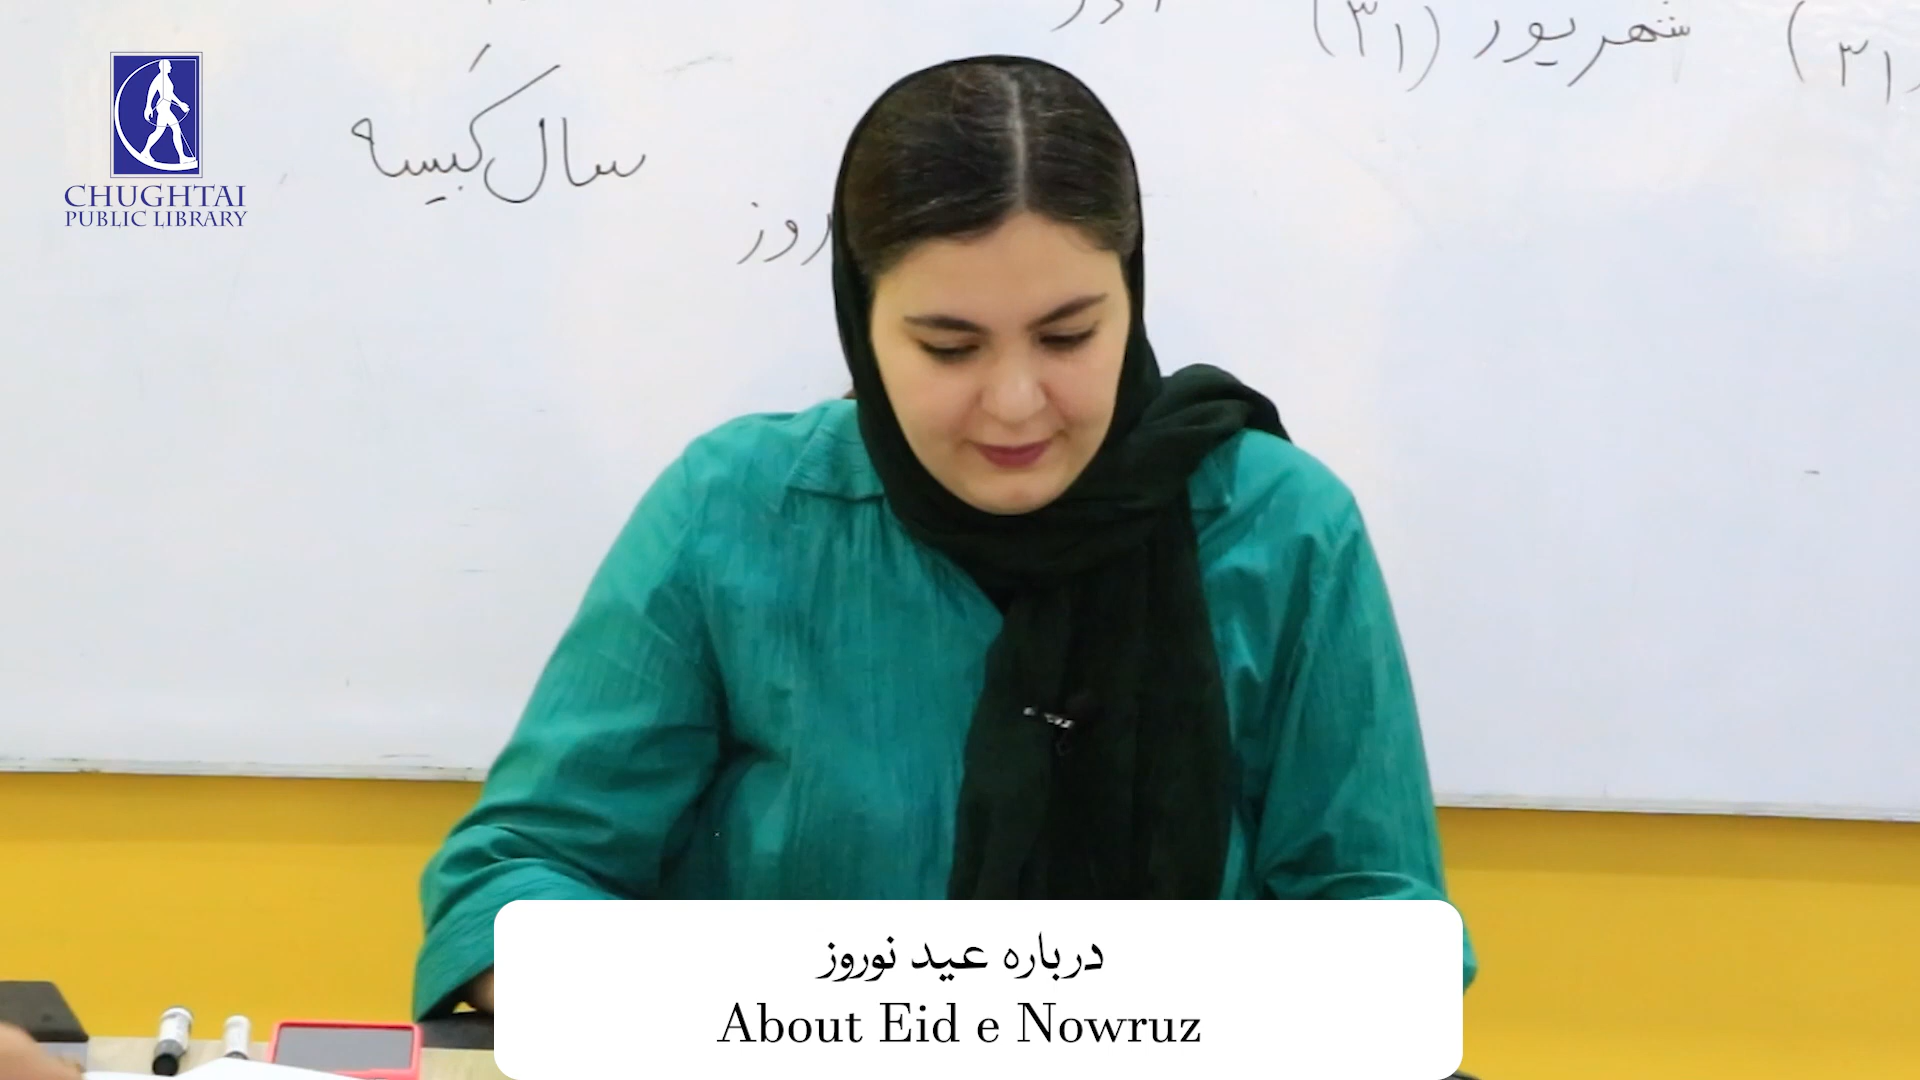 CHUGHTAI
PUBLIC LIBRARY
شهریور (۳۱)
(۳۱
سال کبیسه
روز
درباره عید نوروز
About Eid e Nowruz